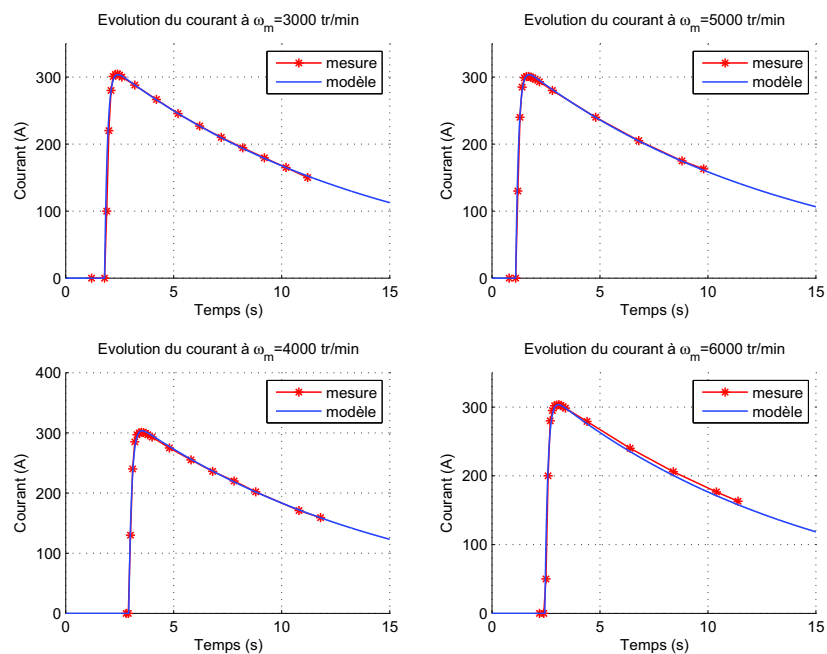 Evolution du courant à ωm=3000 tr/min
350
300
200
100
0
Courant (A)
mesure
modèle
0 5 10 15
Temps (s)
Evolution du courant à ωm=5000 tr/min
300
200
100
0
Courant (A)
mesure
modèle
0 5 10 15
Temps (s)
Evolution du courant à ωm=4000 tr/min
400
300
200
100
0
Courant (A)
mesure
modèle
0 5 10 15
Temps (s)
Evolution du courant à ωm=6000 tr/min
300
200
100
0
Courant (A)
mesure
modèle
0 5 10 15
Temps (s)